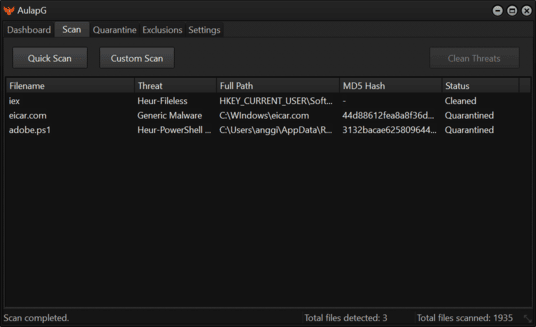 AulapG
Dashboard Scan Quarantine Exclusions Settings
Quick Scan Custom Scan Clean Threats
Filename Threat Full Path MD5 Hash Status
iex Heur-Fileless HKEY_CURRENT_USER\Soft... - Cleaned
eicar.com Generic Malware C:\WIndows\eicar.com 44d88612fea8a8f36d... Quarantined
adobe.ps1 Heur-PowerShell ... C:\Users\anggi\AppData\R... 3132bacae625809644... Quarantined
Scan completed. Total files detected: 3 Total files scanned: 1935